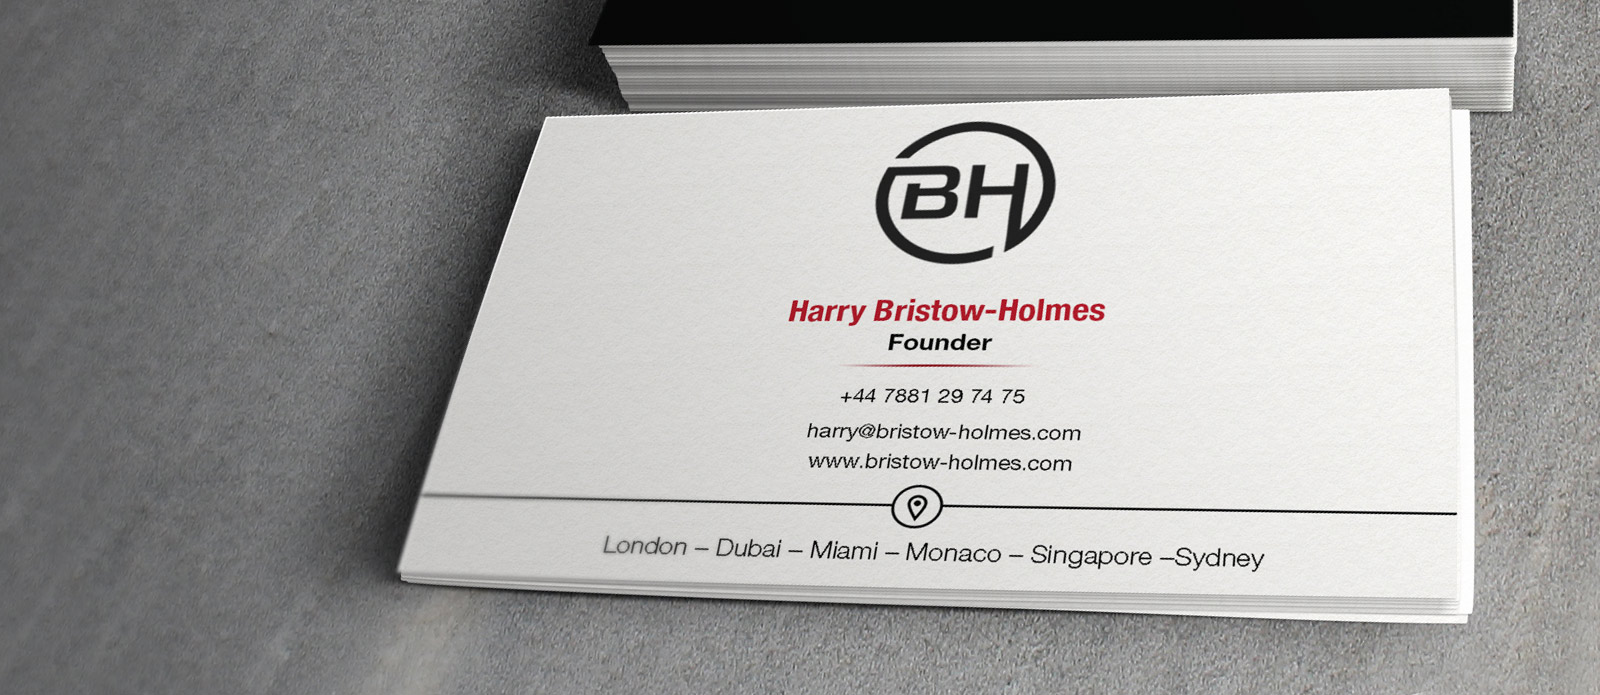 BH
Harry Bristow-Holmes
Founder
+44 7881 29 74 75
harry@bristow-holmes.com
www.bristow-holmes.com
London – Dubai – Miami – Monaco – Singapore –Sydney